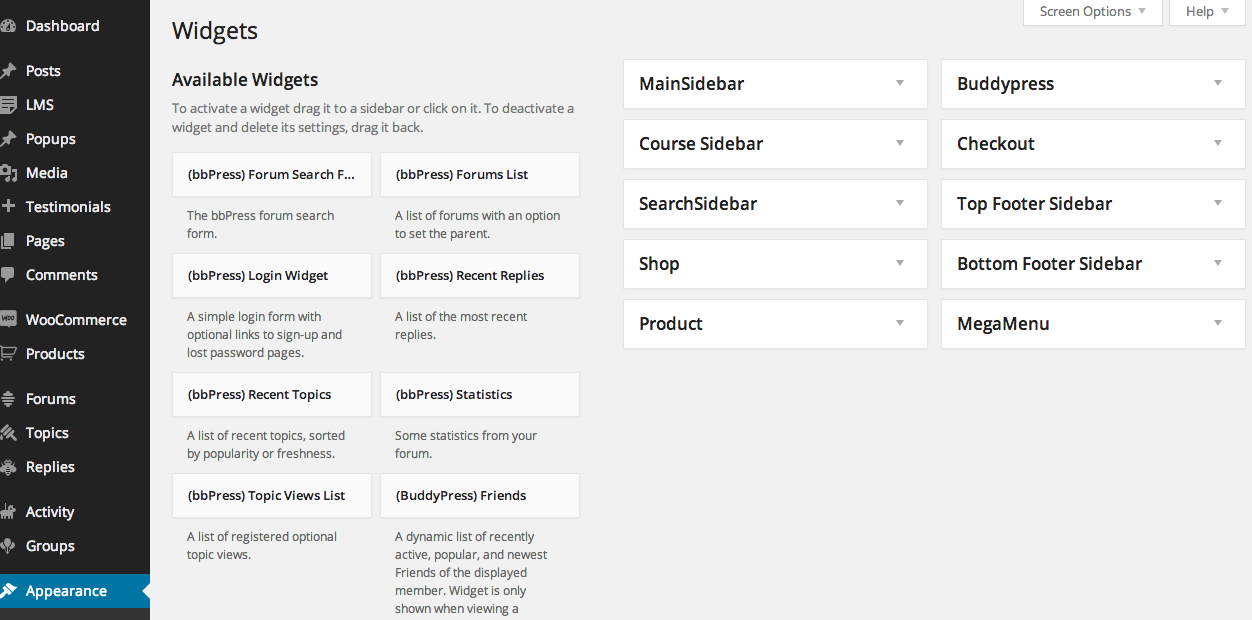 Dashboard
Posts
LMS
Popups
Media
Testimonials
Pages
Comments
WOO
WooCommerce
Products
Forums
Topics
Replies
Activity
Groups
Appearance
Screen Options
Help
Widgets
Available Widgets
To activate a widget drag it to a sidebar or click on it. To deactivate a
widget and delete its settings, drag it back.
(bbPress) Forum Search F...
The bbPress forum search
form.
(bbPress) Forums List
A list of forums with an option
to set the parent.
(bbPress) Login Widget
A simple login form with
optional links to sign-up and
lost password pages.
(bbPress) Recent Replies
A list of the most recent
replies.
(bbPress) Recent Topics
A list of recent topics, sorted
by popularity or freshness.
(bbPress) Statistics
Some statistics from your
forum.
(bbPress) Topic Views List
A list of registered optional
topic views.
(BuddyPress) Friends
A dynamic list of recently
active, popular, and newest
Friends of the displayed
member. Widget is only
shown when viewing a
MainSidebar
Buddypress
Course Sidebar
Checkout
SearchSidebar
Top Footer Sidebar
Shop
Bottom Footer Sidebar
Product
MegaMenu